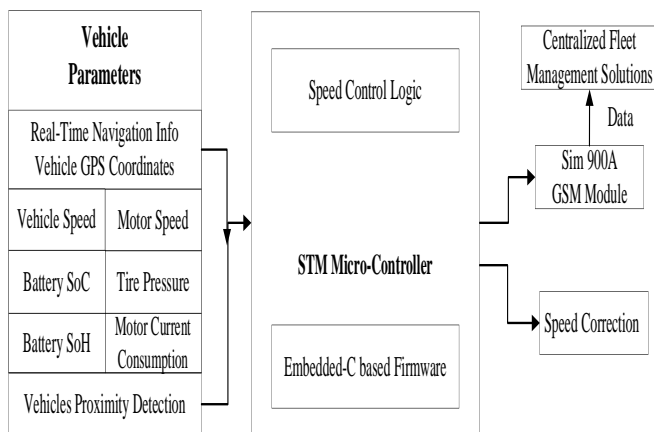 Vehicle
Parameters
Real-Time Navigation Info
Vehicle GPS Coordinates
Vehicle Speed
Motor Speed
Battery SoC
Tire Pressure
Battery SoH
Motor Current
Consumption
Vehicles Proximity Detection
Speed Control Logic
STM Micro-Controller
Embedded-C based Firmware
Centralized Fleet
Management Solutions
Data
Sim 900A
GSM Module
Speed Correction